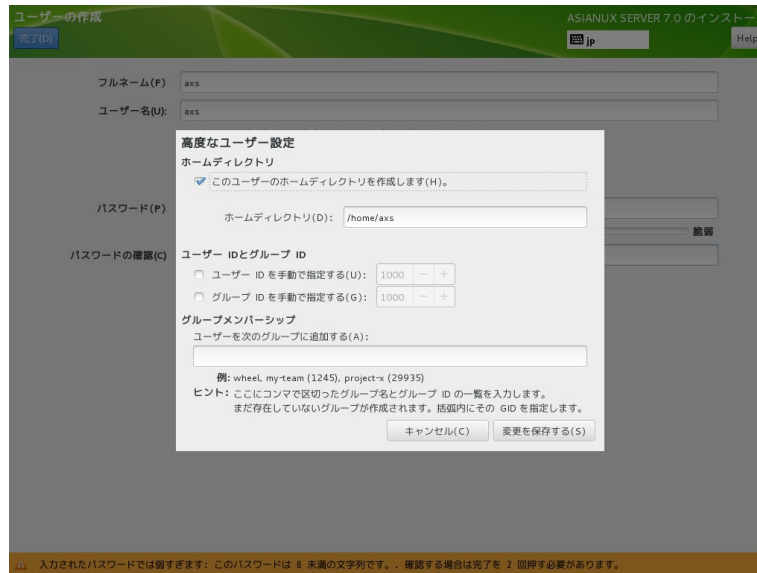 ユーザーの作成
ASIANUX SERVER 7.0 のインストー
完了(D)
jp
Help
フルネーム(F)
axs
ユーザー名(U):
axs
高度なユーザー設定
ホームディレクトリ
このユーザーのホームディレクトリを作成します(H)。
ホームディレクトリ(D): /home/axs
パスワード(P)
脆弱
パスワードの確認(C)
ユーザー IDとグループ ID
ユーザー ID を手動で指定する(U): 1000 − +
グループ ID を手動で指定する(G): 1000 − +
グループメンバーシップ
ユーザーを次のグループに追加する(A):
例: wheel, my-team (1245), project-x (29935)
ヒント: ここにコンマで区切ったグループ名とグループ ID の一覧を入力します。
まだ存在していないグループが作成されます。括弧内にその GID を指定します。
キャンセル(C)
変更を保存する(S)
入力されたパスワードでは弱すぎます: このパスワードは 8 未満の文字列です。. 確認する場合は完了を 2 回押す必要があります。